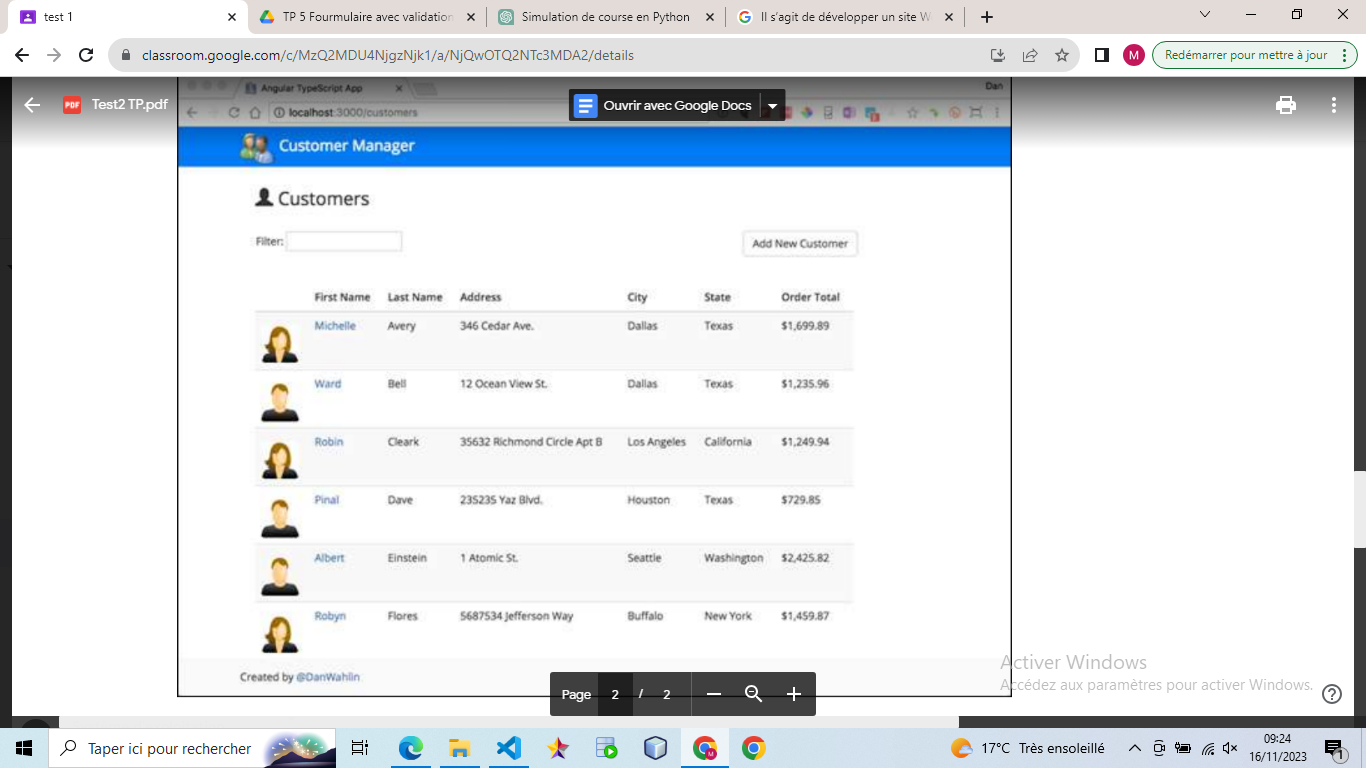 test 1
TP 5 Fourmulaire avec validation
Simulation de course en Python
Il s'agit de développer un site W
classroom.google.com/c/MzQ2MDU4NjgzNjk1/a/NjQwOTQ2NTc3MDA2/details
M
Redémarrer pour mettre à jour
PDF
Test2 TP.pdf
Ouvrir avec Google Docs
Angular TypeScript App
Dan
localhost:3000/customers
Customer Manager
Customers
Filter:
Add New Customer
First Name Last Name Address City State Order Total
Michelle Avery 346 Cedar Ave. Dallas Texas $1,699.89
Ward Bell 12 Ocean View St. Dallas Texas $1,235.96
Robin Cleark 35632 Richmond Circle Apt B Los Angeles California $1,249.94
Pinal Dave 235235 Yaz Blvd. Houston Texas $729.85
Albert Einstein 1 Atomic St. Seattle Washington $2,425.82
Robyn Flores 5687534 Jefferson Way Buffalo New York $1,459.87
Created by @DanWahlin
Page 2 / 2
Activer Windows
Accédez aux paramètres pour activer Windows.
Taper ici pour rechercher
17°C Très ensoleillé
09:24
16/11/2023
1